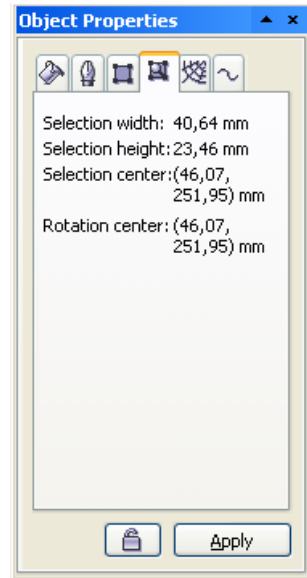 Object Properties
Selection width: 40,64 mm
Selection height: 23,46 mm
Selection center: (46,07,
251,95) mm
Rotation center: (46,07,
251,95) mm
Apply